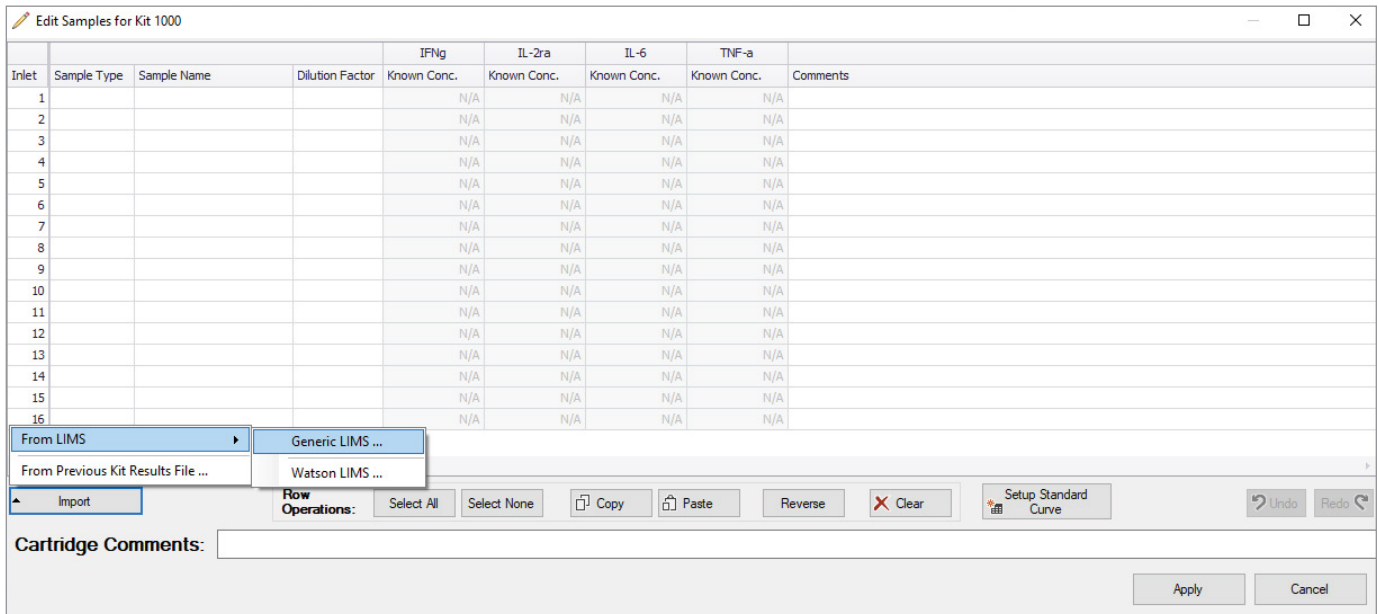 Edit Samples for Kit 1000
IFNg IL-2ra IL-6 TNF-a
Inlet Sample Type Sample Name Dilution Factor Known Conc. Known Conc. Known Conc. Known Conc. Comments
1 N/A N/A N/A N/A
2 N/A N/A N/A N/A
3 N/A N/A N/A N/A
4 N/A N/A N/A N/A
5 N/A N/A N/A N/A
6 N/A N/A N/A N/A
7 N/A N/A N/A N/A
8 N/A N/A N/A N/A
9 N/A N/A N/A N/A
10 N/A N/A N/A N/A
11 N/A N/A N/A N/A
12 N/A N/A N/A N/A
13 N/A N/A N/A N/A
14 N/A N/A N/A N/A
15 N/A N/A N/A N/A
16 N/A N/A N/A N/A
From LIMS Generic LIMS ...
From Previous Kit Results File ... Watson LIMS ...
Import Row Operations: Select All Select None Copy Paste Reverse Clear Setup Standard Curve Undo Redo
Cartridge Comments:
Apply Cancel